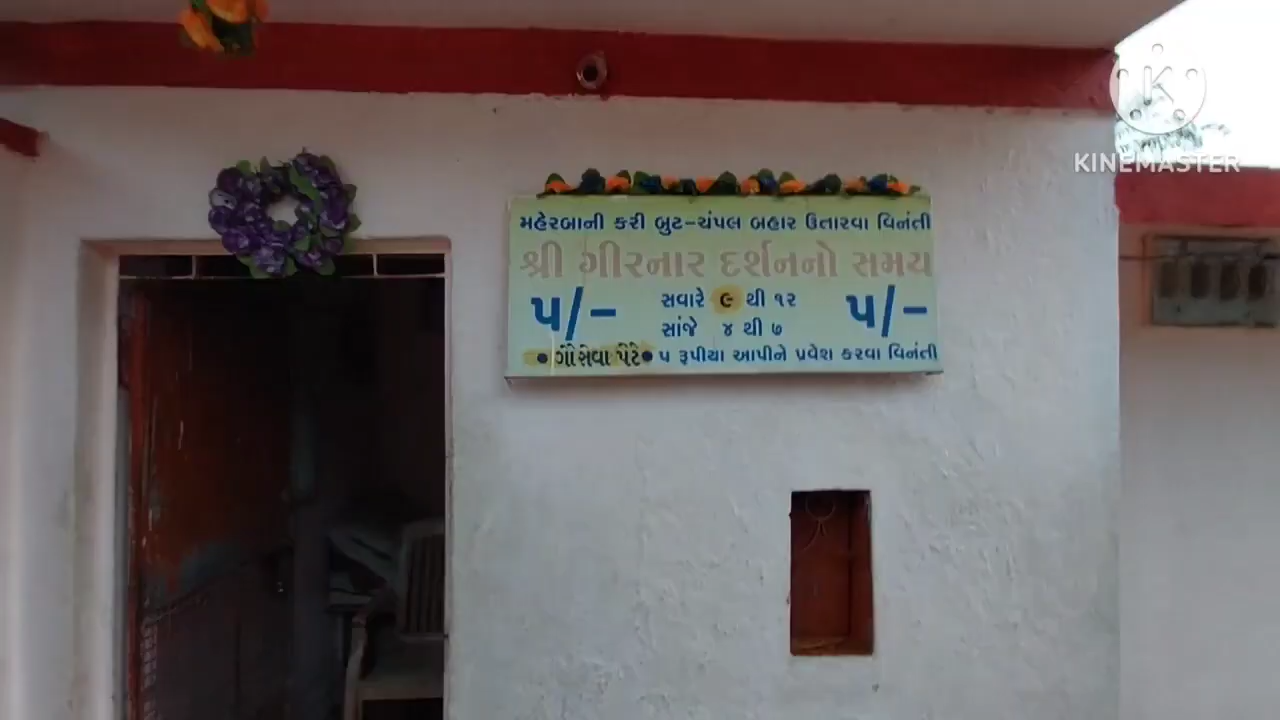 મહેરબાની કરી બુટ-ચંપલ બહાર ઉતારવા વિનંતી
શ્રી ગીરનાર દર્શનનો સમય
૫/- સવારે ૯ થી ૧૨ ૫/-
સાંજે ૪ થી ૭
• ગૌસેવા પેટે • ૫ રૂપીયા આપીને પ્રવેશ કરવા વિનંતી
K
KINEMASTER